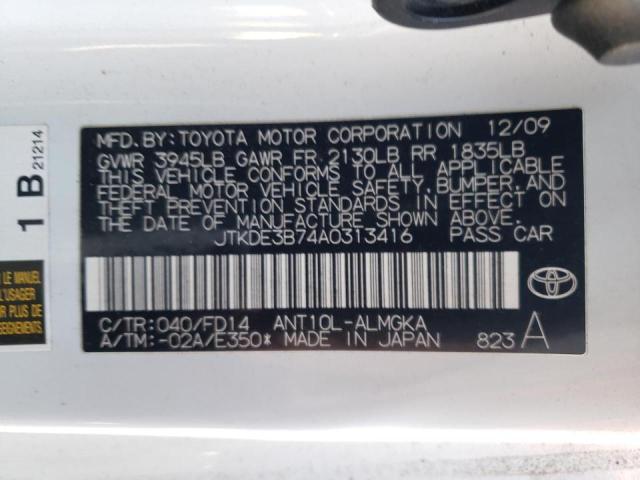 MFD.BY:TOYOTA MOTOR CORPORATION 12/09
GVWR 3945LB GAWR FR 2130LB RR 1835LB
THIS VEHICLE CONFORMS TO ALL APPLICABLE
FEDERAL MOTOR VEHICLE SAFETY,BUMPER,AND
THEFT PREVENTION STANDARDS IN EFFECT ON
THE DATE OF MANUFACTURE SHOWN ABOVE.
JTKDE3B74A0313416 PASS CAR
C/TR:040/FD14 ANT10L-ALMGKA
A/TM:-02A/E350* MADE IN JAPAN 823 A
TOYOTA
1 B 21214
LE MANUEL
L'USAGER
PLUS DE